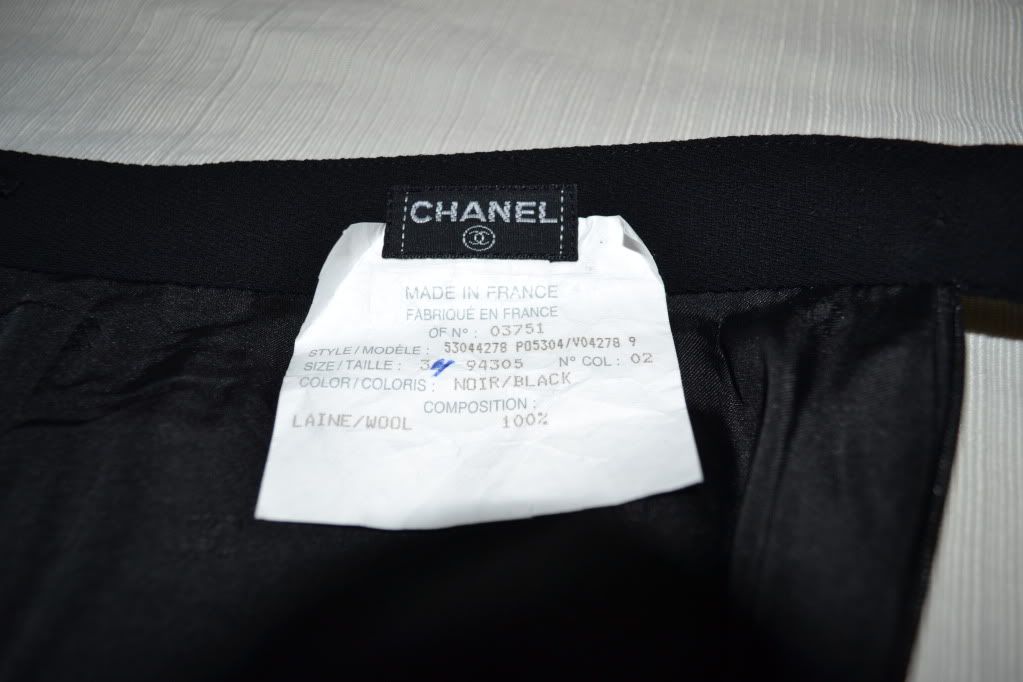 CHANEL
MADE IN FRANCE
FABRIQUÉ EN FRANCE
OF.N° : 03751
STYLE/MODÈLE : 53044278 P05304/V04278 9
SIZE/TAILLE : 94305 N° COL : 02
COLOR/COLORIS : NOIR/BLACK
COMPOSITION :
LAINE/WOOL 100%